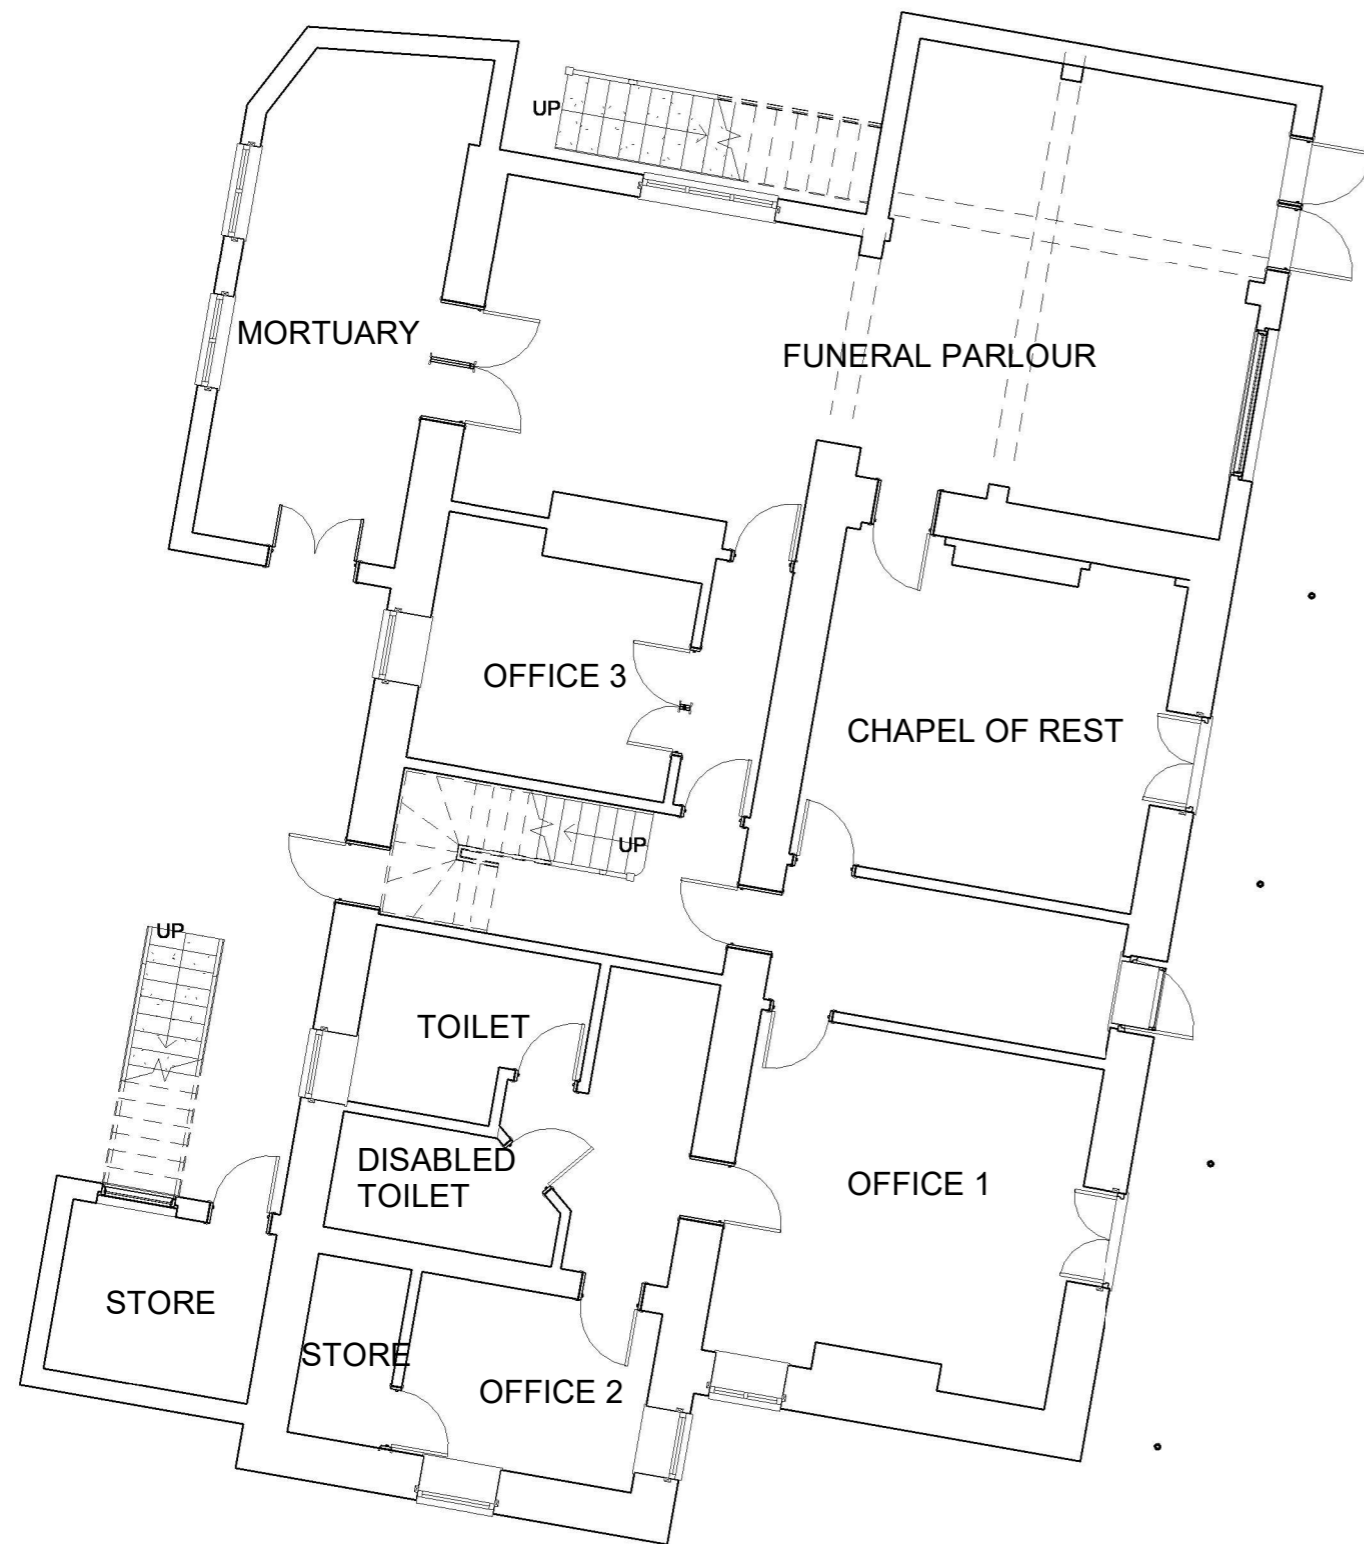 UP
MORTUARY
FUNERAL PARLOUR
OFFICE 3
CHAPEL OF REST
UP
UP
TOILET
DISABLED
TOILET
OFFICE 1
STORE
STORE
OFFICE 2